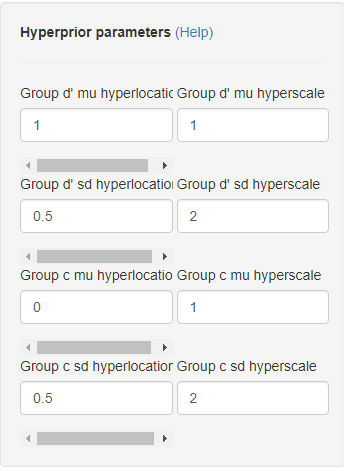 Hyperprior parameters (Help)
Group d' mu hyperlocatic Group d' mu hyperscale
1 1
Group d' sd hyperlocation Group d' sd hyperscale
0.5 2
Group c mu hyperlocatio Group c mu hyperscale
0 1
Group c sd hyperlocation Group c sd hyperscale
0.5 2